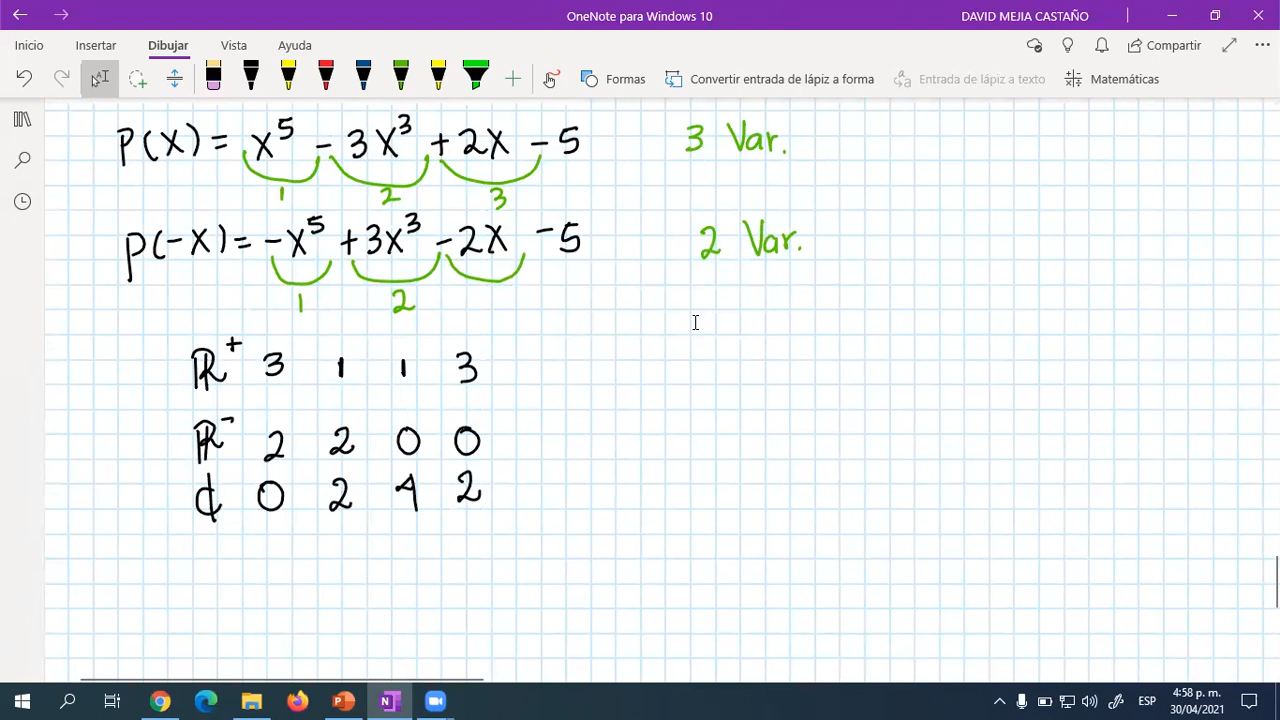 OneNote para Windows 10
DAVID MEJIA CASTAÑO
Inicio Insertar Dibujar Vista Ayuda
Compartir
Formas Convertir entrada de lápiz a forma Entrada de lápiz a texto Matemáticas
P(X) = X⁵ - 3X³ + 2X - 5 3 Var.
1 2 3
P(-X) = -X⁵ + 3X³ - 2X - 5 2 Var.
1 2
ℝ⁺ 3 1 1 3
ℝ⁻ 2 2 0 0
ℂ 0 2 4 2
ESP
4:58 p. m.
30/04/2021